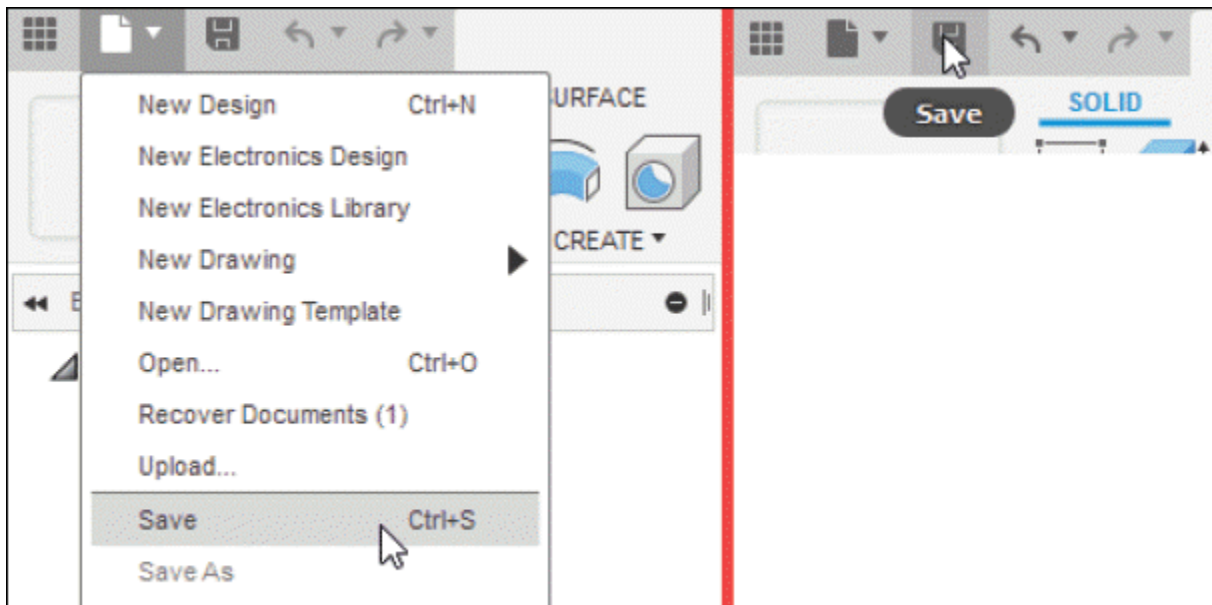 New Design Ctrl+N
New Electronics Design
New Electronics Library
New Drawing
New Drawing Template
Open... Ctrl+O
Recover Documents (1)
Upload...
Save Ctrl+S
Save As
URFACE
CREATE
Save
SOLID